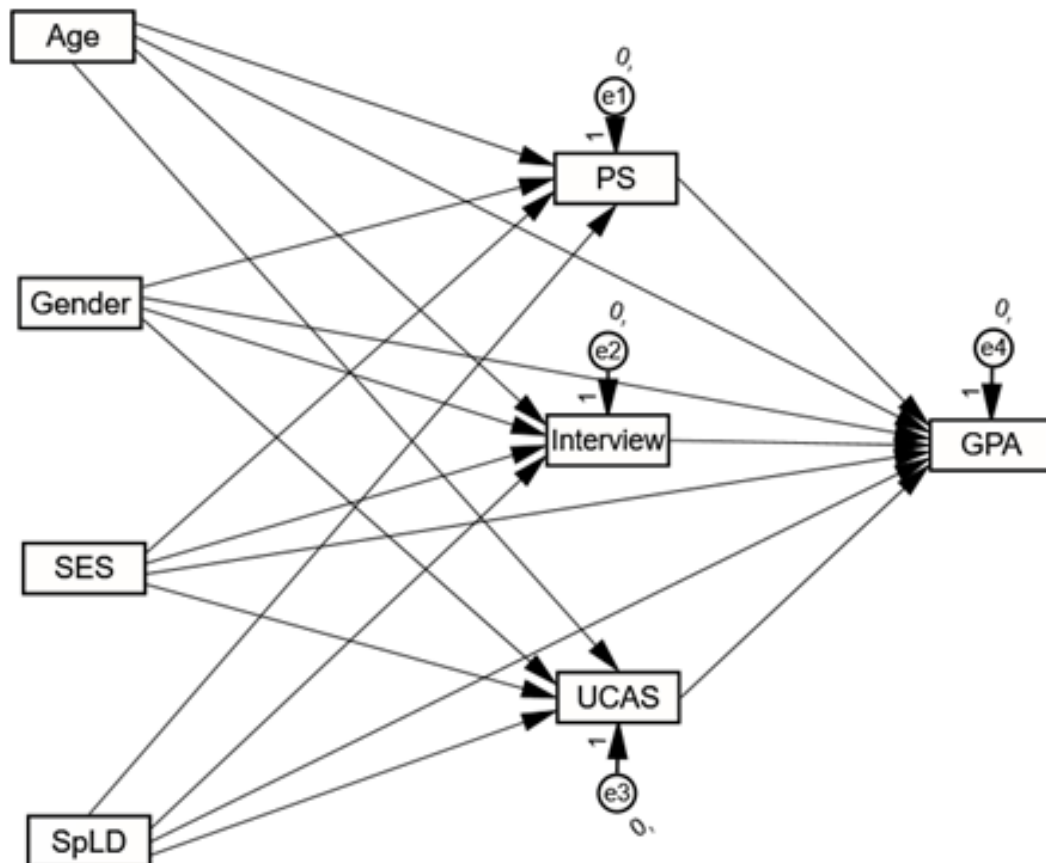 Age
0,
e1
1
PS
Gender
0,
e2
1
Interview
0,
e4
1
GPA
SES
UCAS
1
e3
0,
SpLD